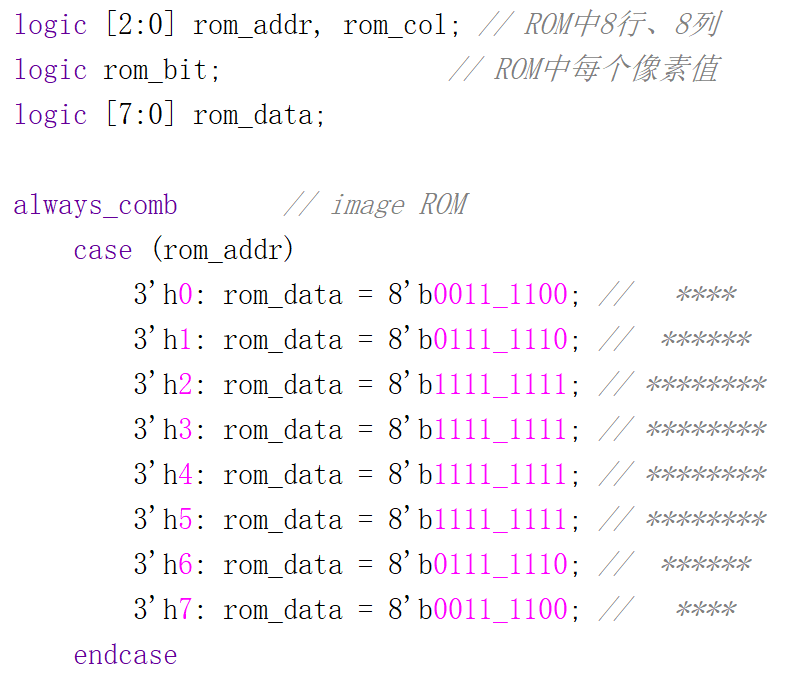 logic [2:0] rom_addr, rom_col; // ROM中8行、8列
logic rom_bit; // ROM中每个像素值
logic [7:0] rom_data;
always_comb // image ROM
case (rom_addr)
3'h0: rom_data = 8'b0011_1100; // ****
3'h1: rom_data = 8'b0111_1110; // ******
3'h2: rom_data = 8'b1111_1111; // ********
3'h3: rom_data = 8'b1111_1111; // ********
3'h4: rom_data = 8'b1111_1111; // ********
3'h5: rom_data = 8'b1111_1111; // ********
3'h6: rom_data = 8'b0111_1110; // ******
3'h7: rom_data = 8'b0011_1100; // ****
endcase